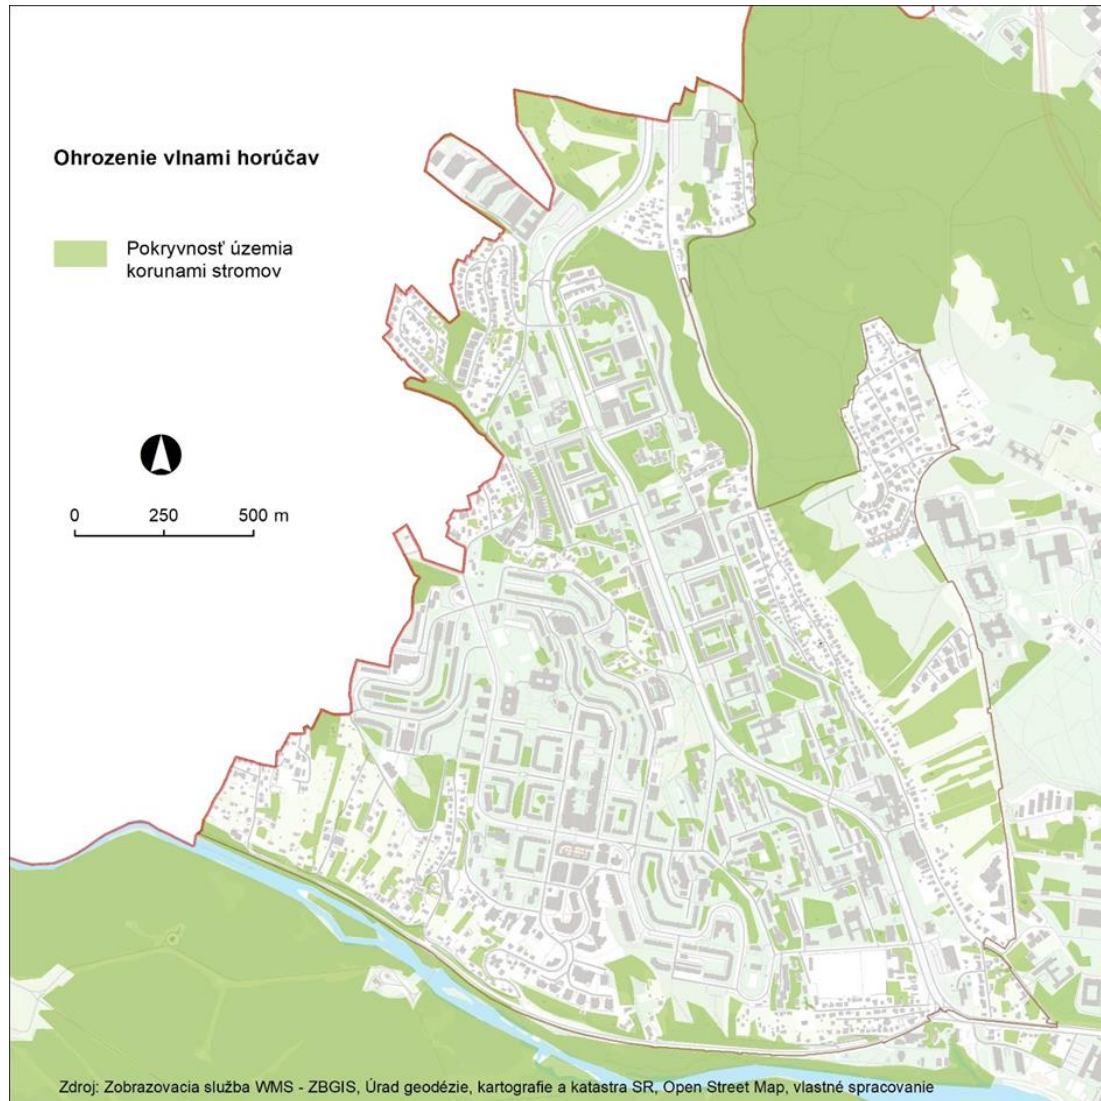 Ohrozenie vlnami horúčav
Pokryvnosť územia
korunami stromov
0 250 500 m
Zdroj: Zobrazovacia služba WMS - ZBGIS, Úrad geodézie, kartografie a katastra SR, Open Street Map, vlastné spracovanie